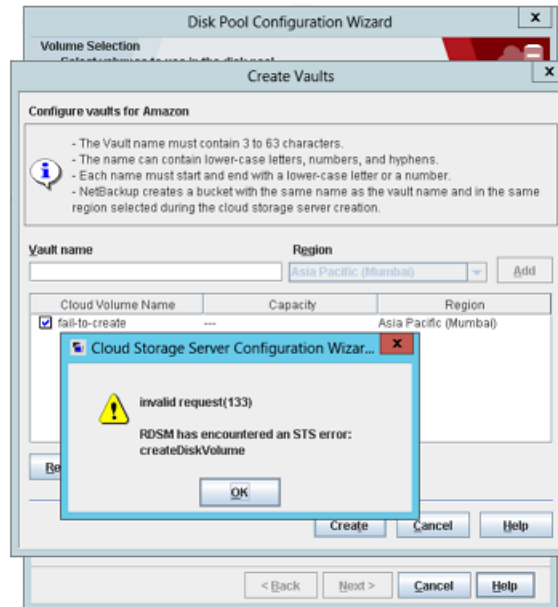 Disk Pool Configuration Wizard
x
Volume Selection
Create Vaults
x
Configure vaults for Amazon
- The Vault name must contain 3 to 63 characters.
- The name can contain lower-case letters, numbers, and hyphens.
- Each name must start and end with a lower-case letter or a number.
- NetBackup creates a bucket with the same name as the vault name and in the same
region selected during the cloud storage server creation.
Vault name
Region
Asia Pacific (Mumbai)
Add
Cloud Volume Name
Capacity
Region
fail-to-create
---
Asia Pacific (Mumbai)
Cloud Storage Server Configuration Wizar...
x
invalid request(133)
RDSM has encountered an STS error:
createDiskVolume
Re
OK
Create
Cancel
Help
< Back
Next >
Cancel
Help